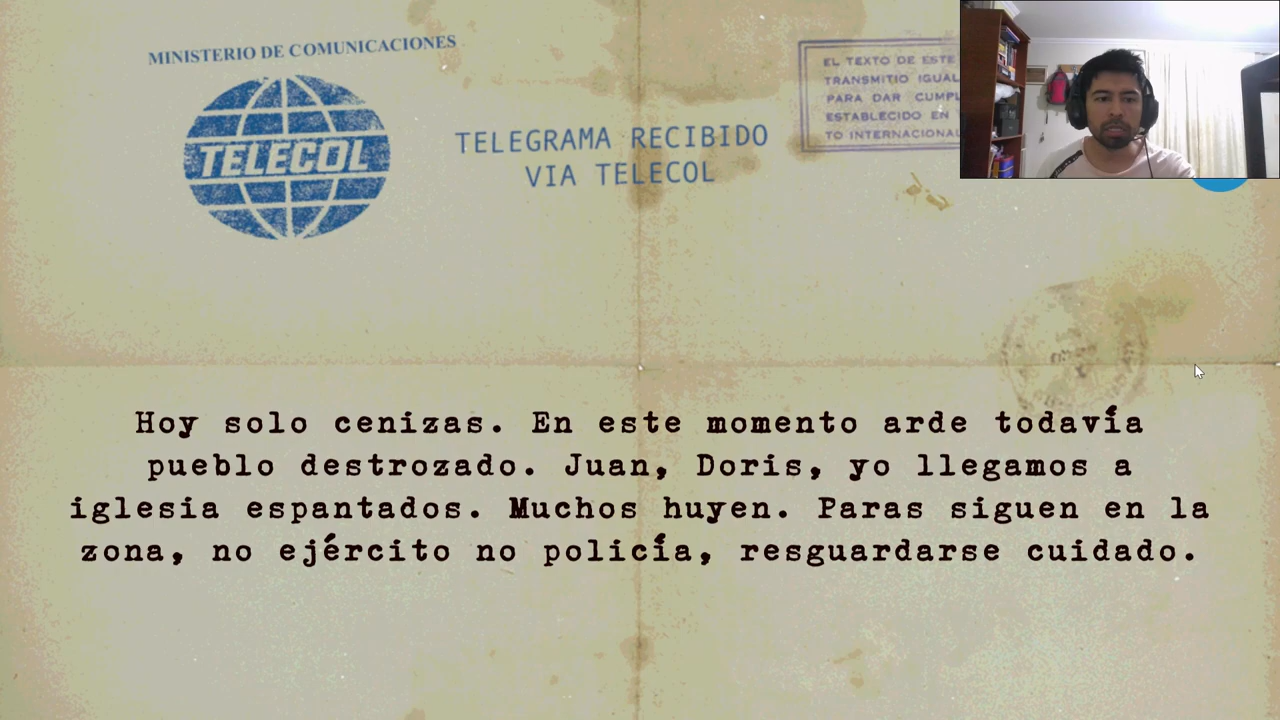 MINISTERIO DE COMUNICACIONES
TELECOL
TELEGRAMA RECIBIDO
VIA TELECOL
EL TEXTO DE ESTE
TRANSMITIO IGUAL
PARA DAR CUMPL
ESTABLECIDO EN
TO INTERNACIONAL
Hoy solo cenizas. En este momento arde todavía
pueblo destrozado. Juan, Doris, yo llegamos a
iglesia espantados. Muchos huyen. Paras siguen en la
zona, no ejército no policía, resguardarse cuidado.